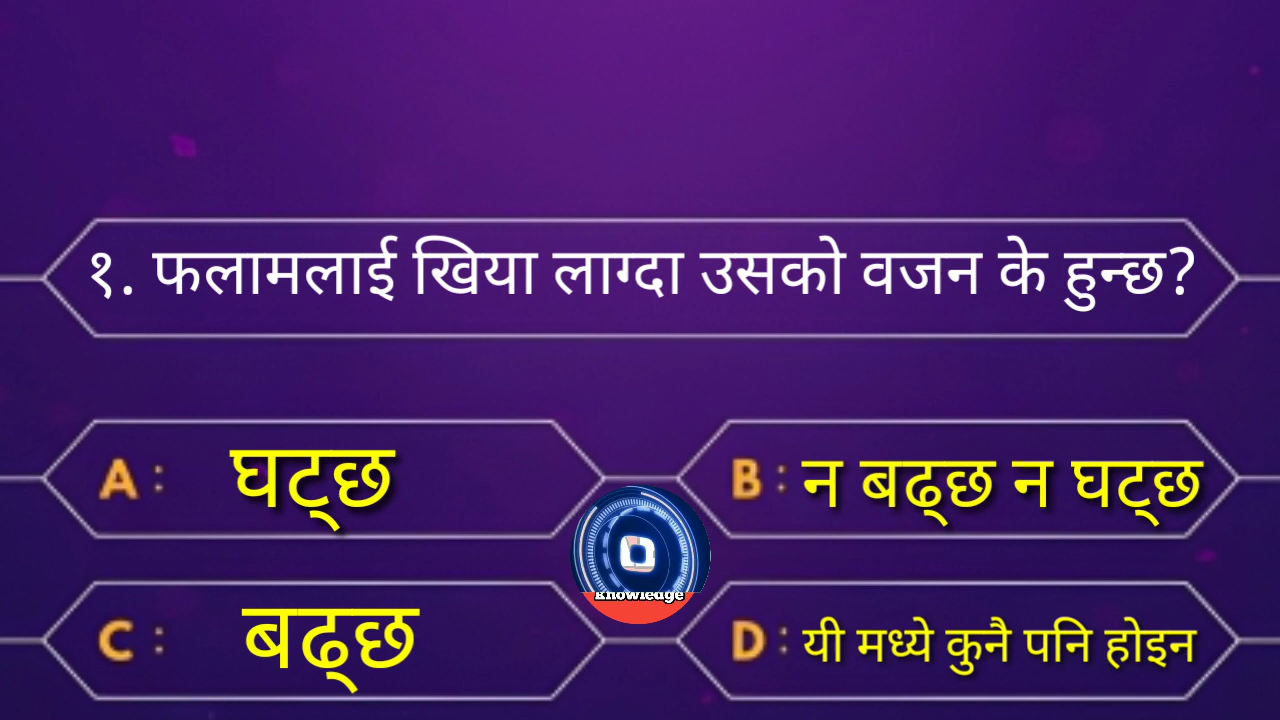 १. फलामलाई खिया लाग्दा उसको वजन के हुन्छ?
A : घट्छ
B : न बढ्छ न घट्छ
Knowledge
C : बढ्छ
D : यी मध्ये कुनै पनि होइन